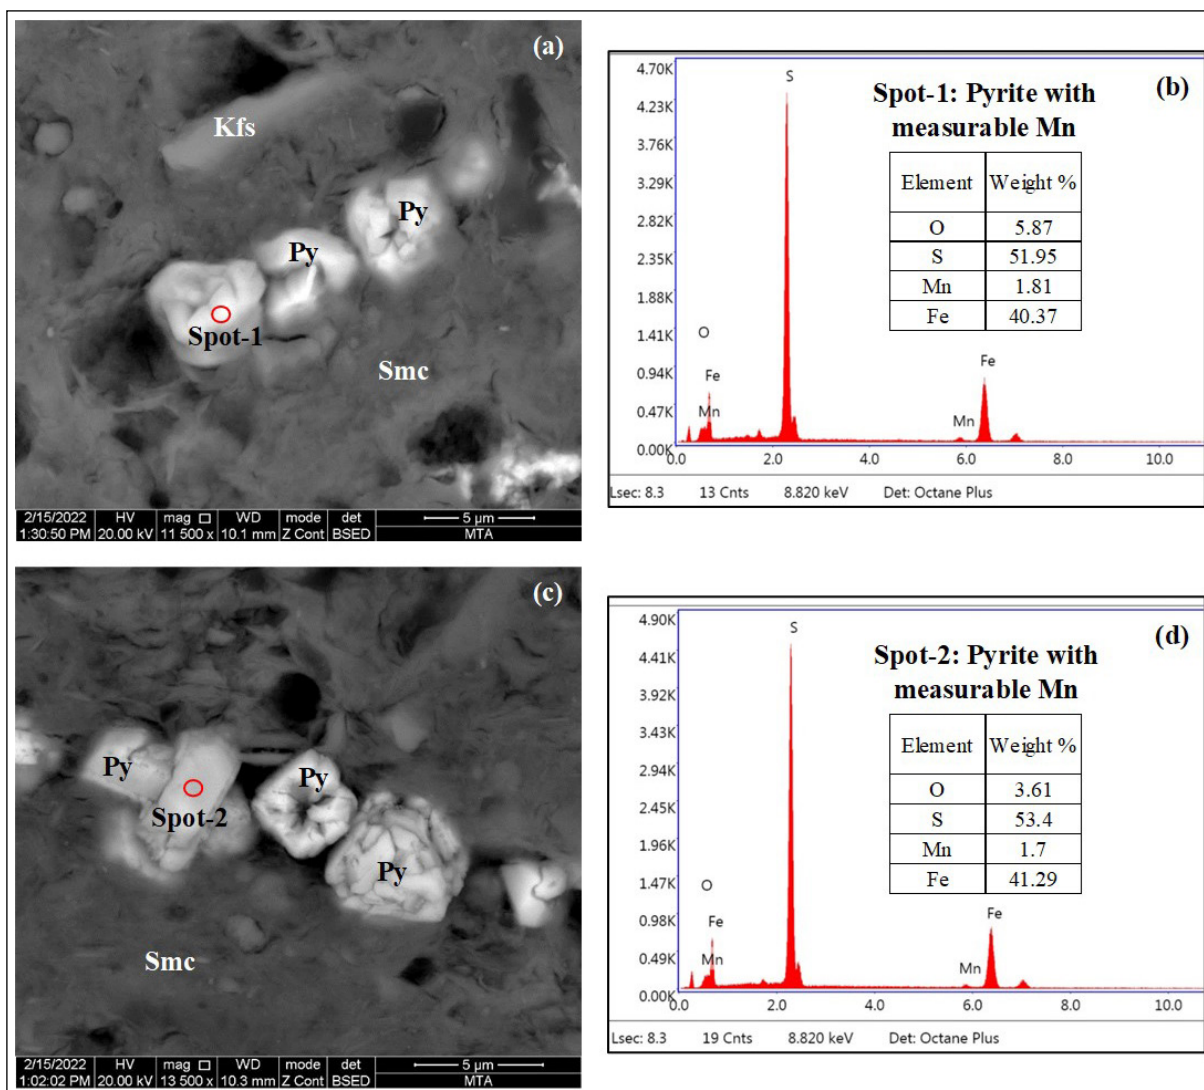 (a)
Kfs
Py
Py
Spot-1
Smc
2/15/2022 HV mag WD mode det 5 µm
1:30:50 PM 20.00 kV 11 500 x 10.1 mm Z Cont BSED MTA
(b)
Spot-1: Pyrite with
measurable Mn
Element Weight %
O 5.87
S 51.95
Mn 1.81
Fe 40.37
4.70K
4.23K
3.76K
3.29K
2.82K
2.35K
1.88K
1.41K
0.94K
0.47K
0.00K
S
O
Fe
Mn
Mn
Fe
0.0 2.0 4.0 6.0 8.0 10.0
Lsec: 8.3 13 Cnts 8.820 keV Det: Octane Plus
(c)
Py
Spot-2
Py
Py
Smc
2/15/2022 HV mag WD mode det 5 µm
1:02:02 PM 20.00 kV 13 500 x 10.3 mm Z Cont BSED MTA
(d)
Spot-2: Pyrite with
measurable Mn
Element Weight %
O 3.61
S 53.4
Mn 1.7
Fe 41.29
4.90K
4.41K
3.92K
3.43K
2.94K
2.45K
1.96K
1.47K
0.98K
0.49K
0.00K
S
O
Fe
Mn
Mn
Fe
0.0 2.0 4.0 6.0 8.0 10.0
Lsec: 8.3 19 Cnts 8.820 keV Det: Octane Plus